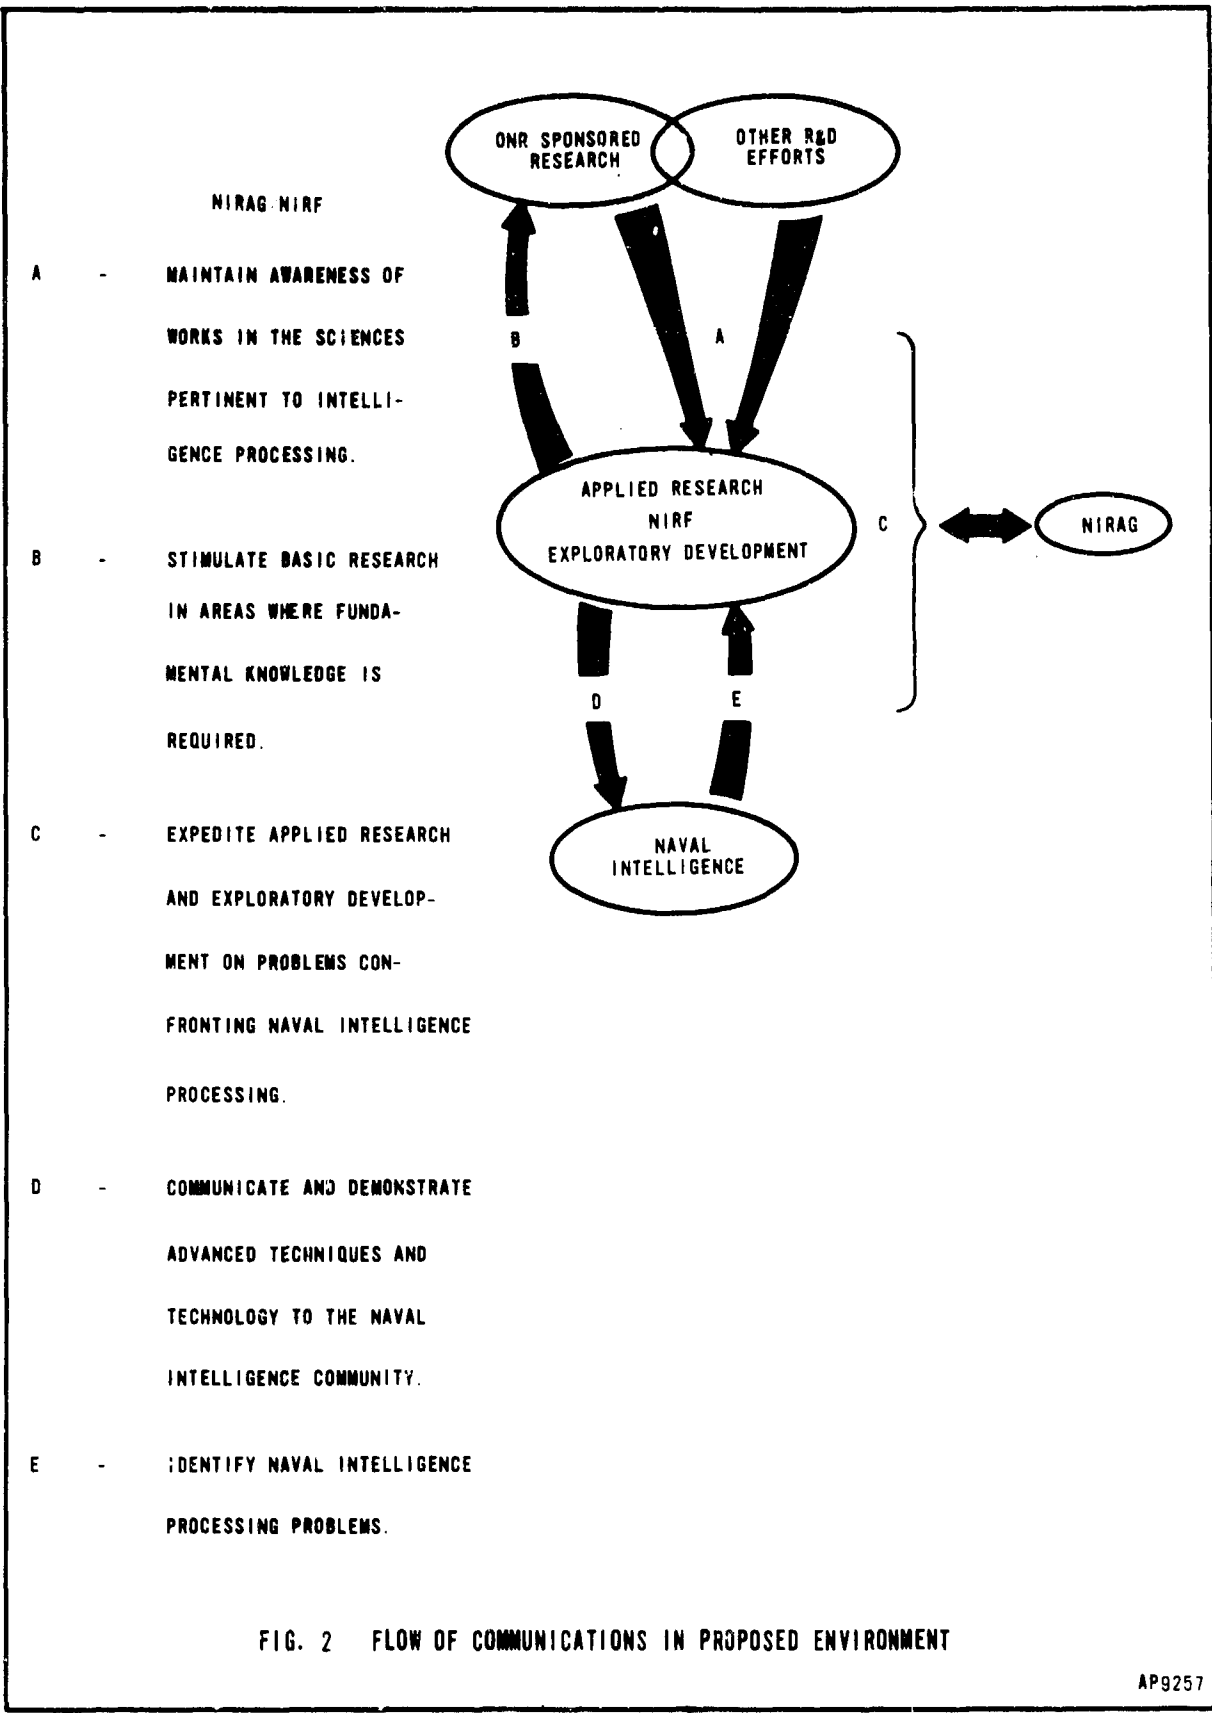 ONR SPONSORED
RESEARCH
OTHER R&D
EFFORTS
NIRAG NIRF
A - MAINTAIN AWARENESS OF
WORKS IN THE SCIENCES
PERTINENT TO INTELLI-
GENCE PROCESSING.
B - STIMULATE BASIC RESEARCH
IN AREAS WHERE FUNDA-
MENTAL KNOWLEDGE IS
REQUIRED.
C - EXPEDITE APPLIED RESEARCH
AND EXPLORATORY DEVELOP-
MENT ON PROBLEMS CON-
FRONTING NAVAL INTELLIGENCE
PROCESSING.
D - COMMUNICATE AND DEMONSTRATE
ADVANCED TECHNIQUES AND
TECHNOLOGY TO THE NAVAL
INTELLIGENCE COMMUNITY.
E - IDENTIFY NAVAL INTELLIGENCE
PROCESSING PROBLEMS.
B
A
APPLIED RESEARCH
NIRF
EXPLORATORY DEVELOPMENT
C
NIRAG
D
E
NAVAL
INTELLIGENCE
FIG. 2 FLOW OF COMMUNICATIONS IN PROPOSED ENVIRONMENT
AP9257